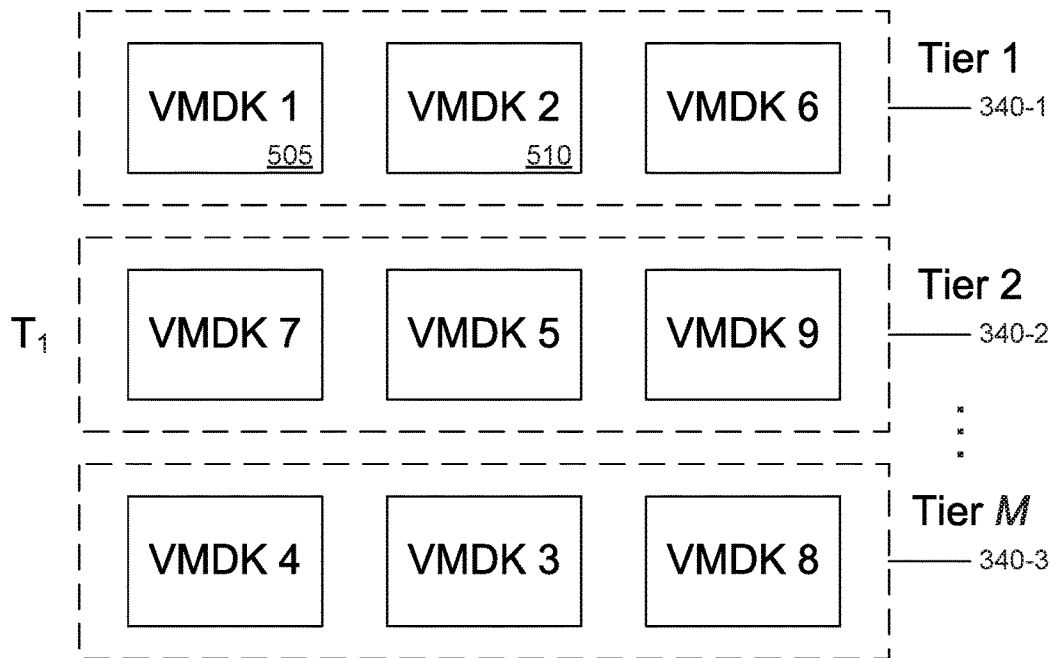 VMDK 1
505
VMDK 2
510
VMDK 6
Tier 1
340-1
T1
VMDK 7
VMDK 5
VMDK 9
Tier 2
340-2
VMDK 4
VMDK 3
VMDK 8
Tier M
340-3